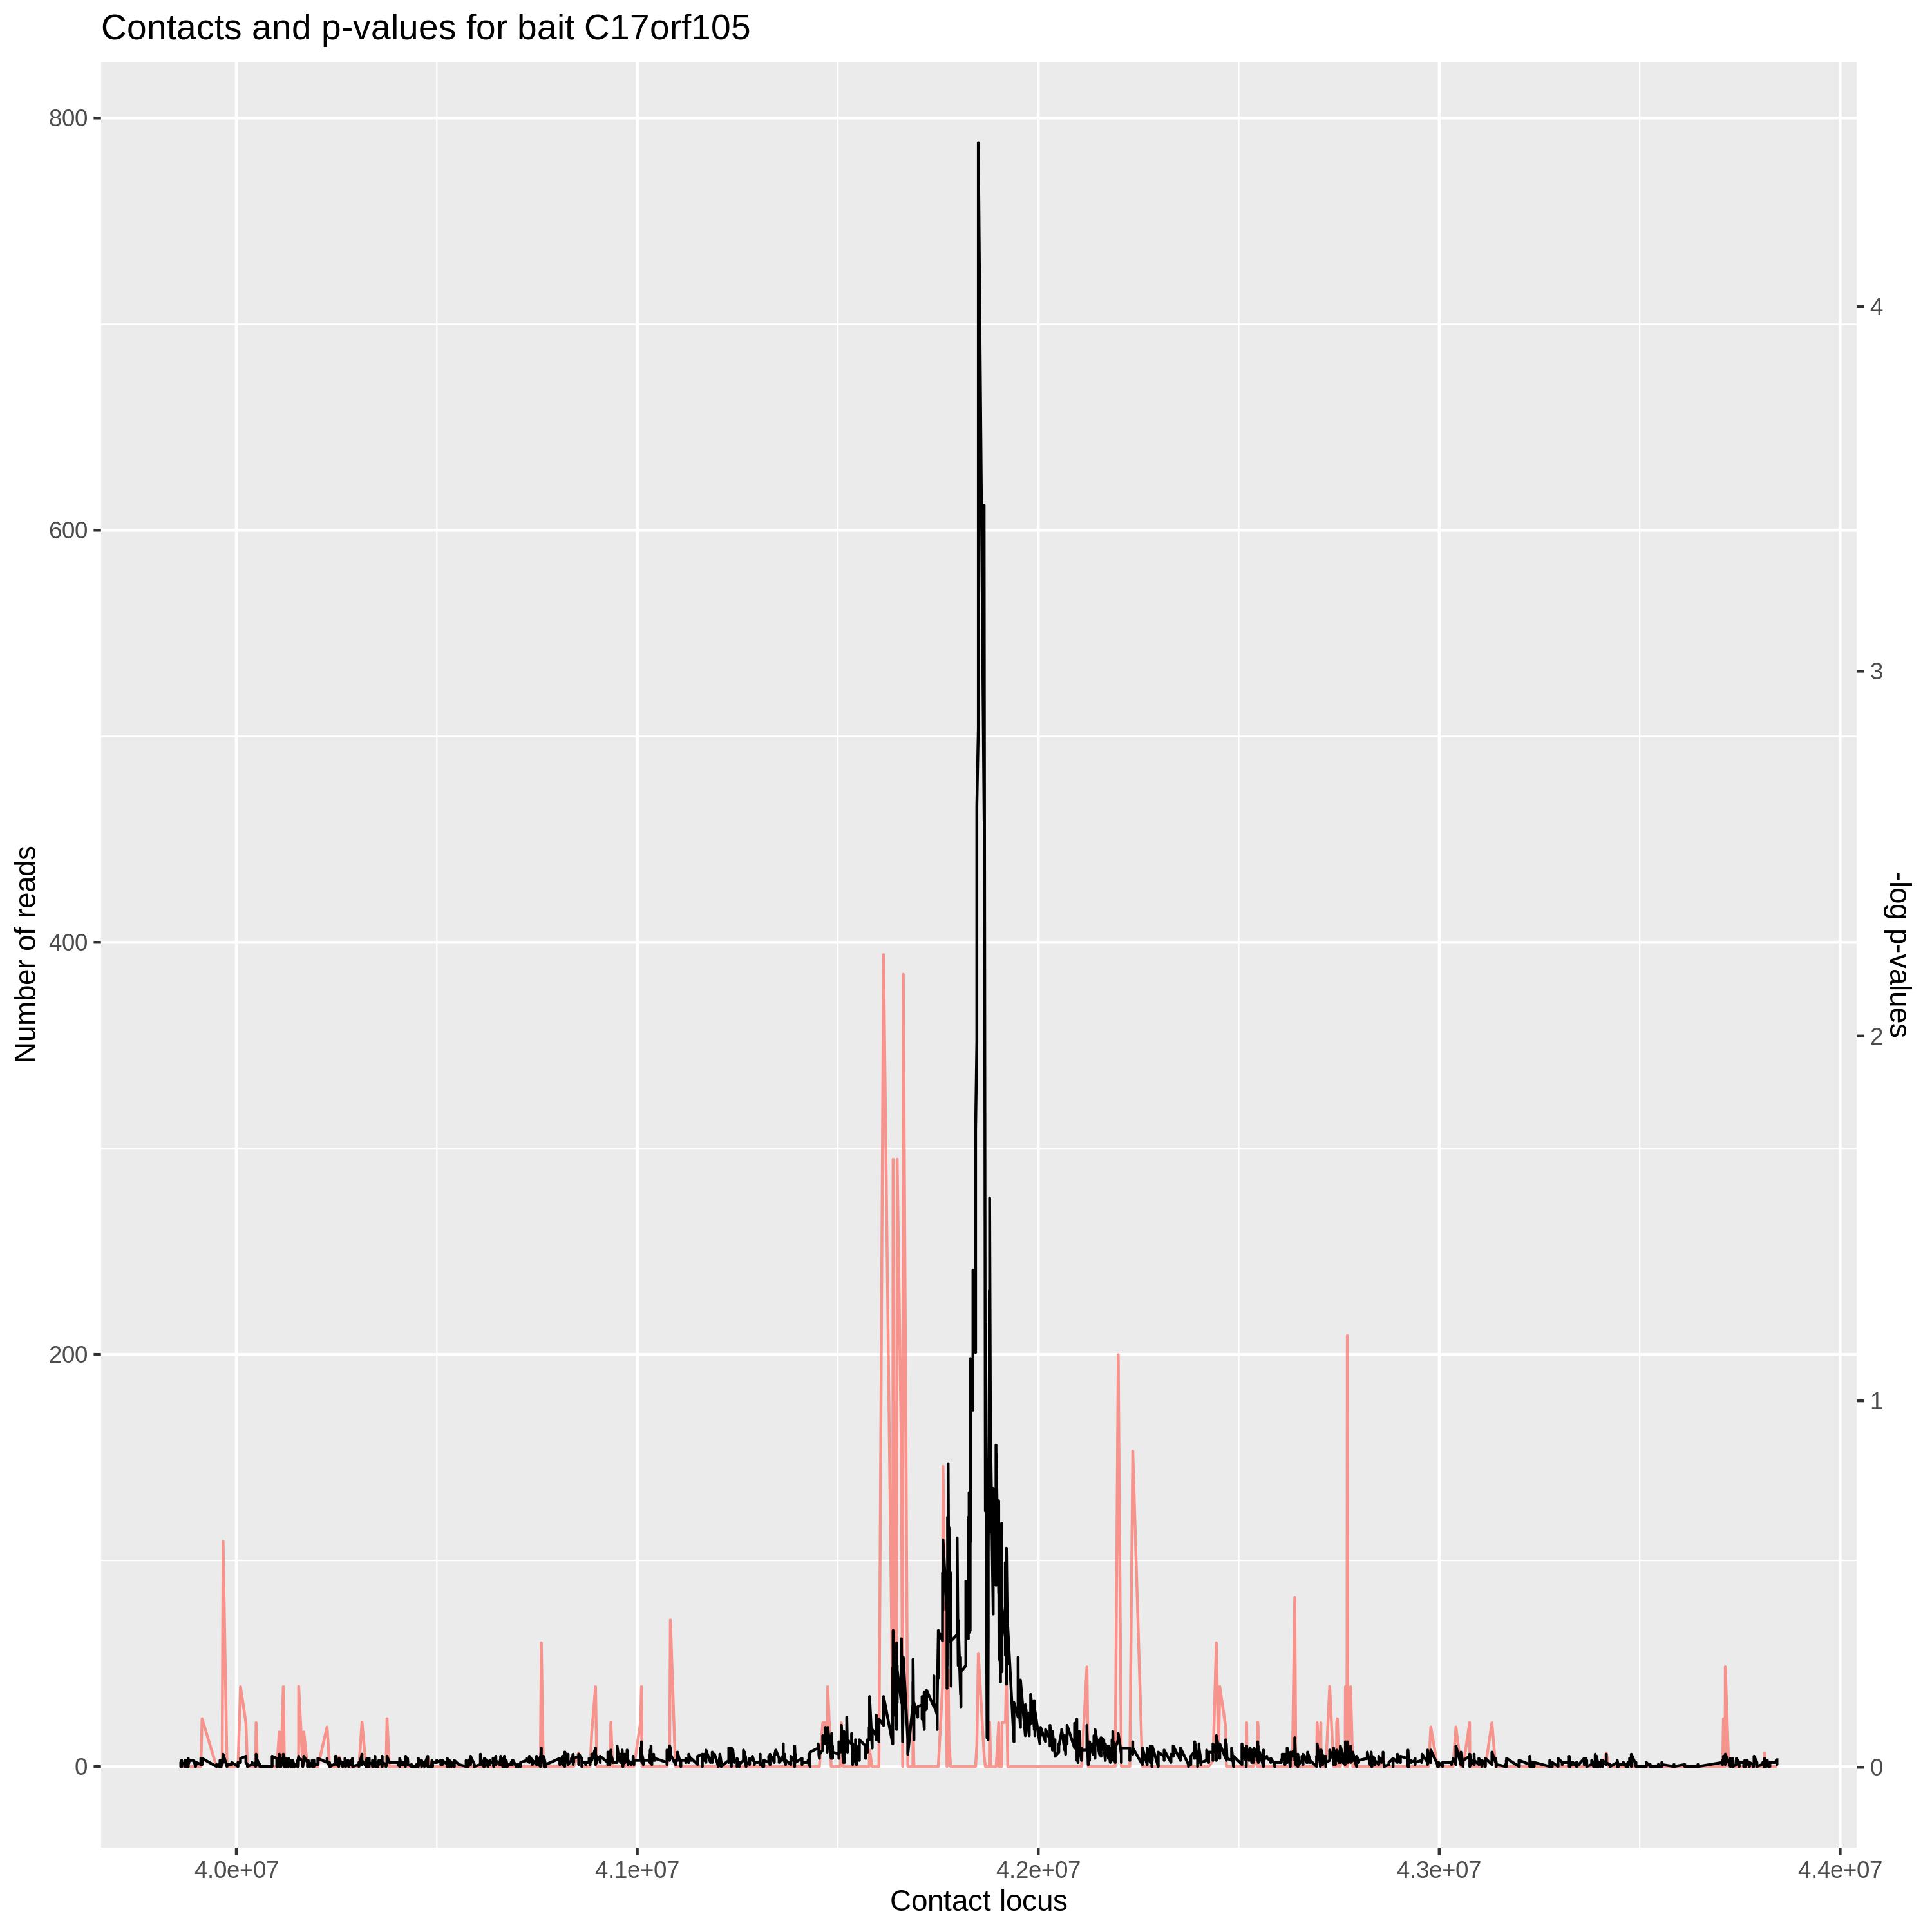 Contacts and p-values for bait C17orf105
800
600
400
200
0
Number of reads
4
3
2
1
0
-log p-values
4.0e+07
4.1e+07
4.2e+07
4.3e+07
4.4e+07
Contact locus